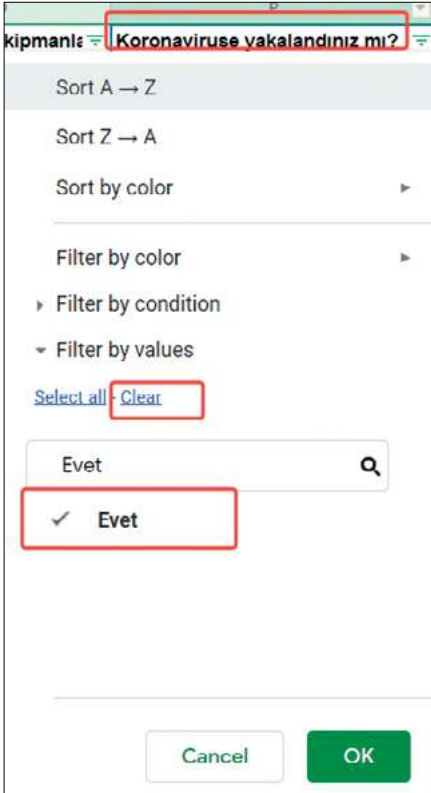 P
kipmanla Koronaviruse yakalandınız mı?
Sort A → Z
Sort Z → A
Sort by color
Filter by color
Filter by condition
Filter by values
Select all - Clear
Evet
Evet
Cancel OK